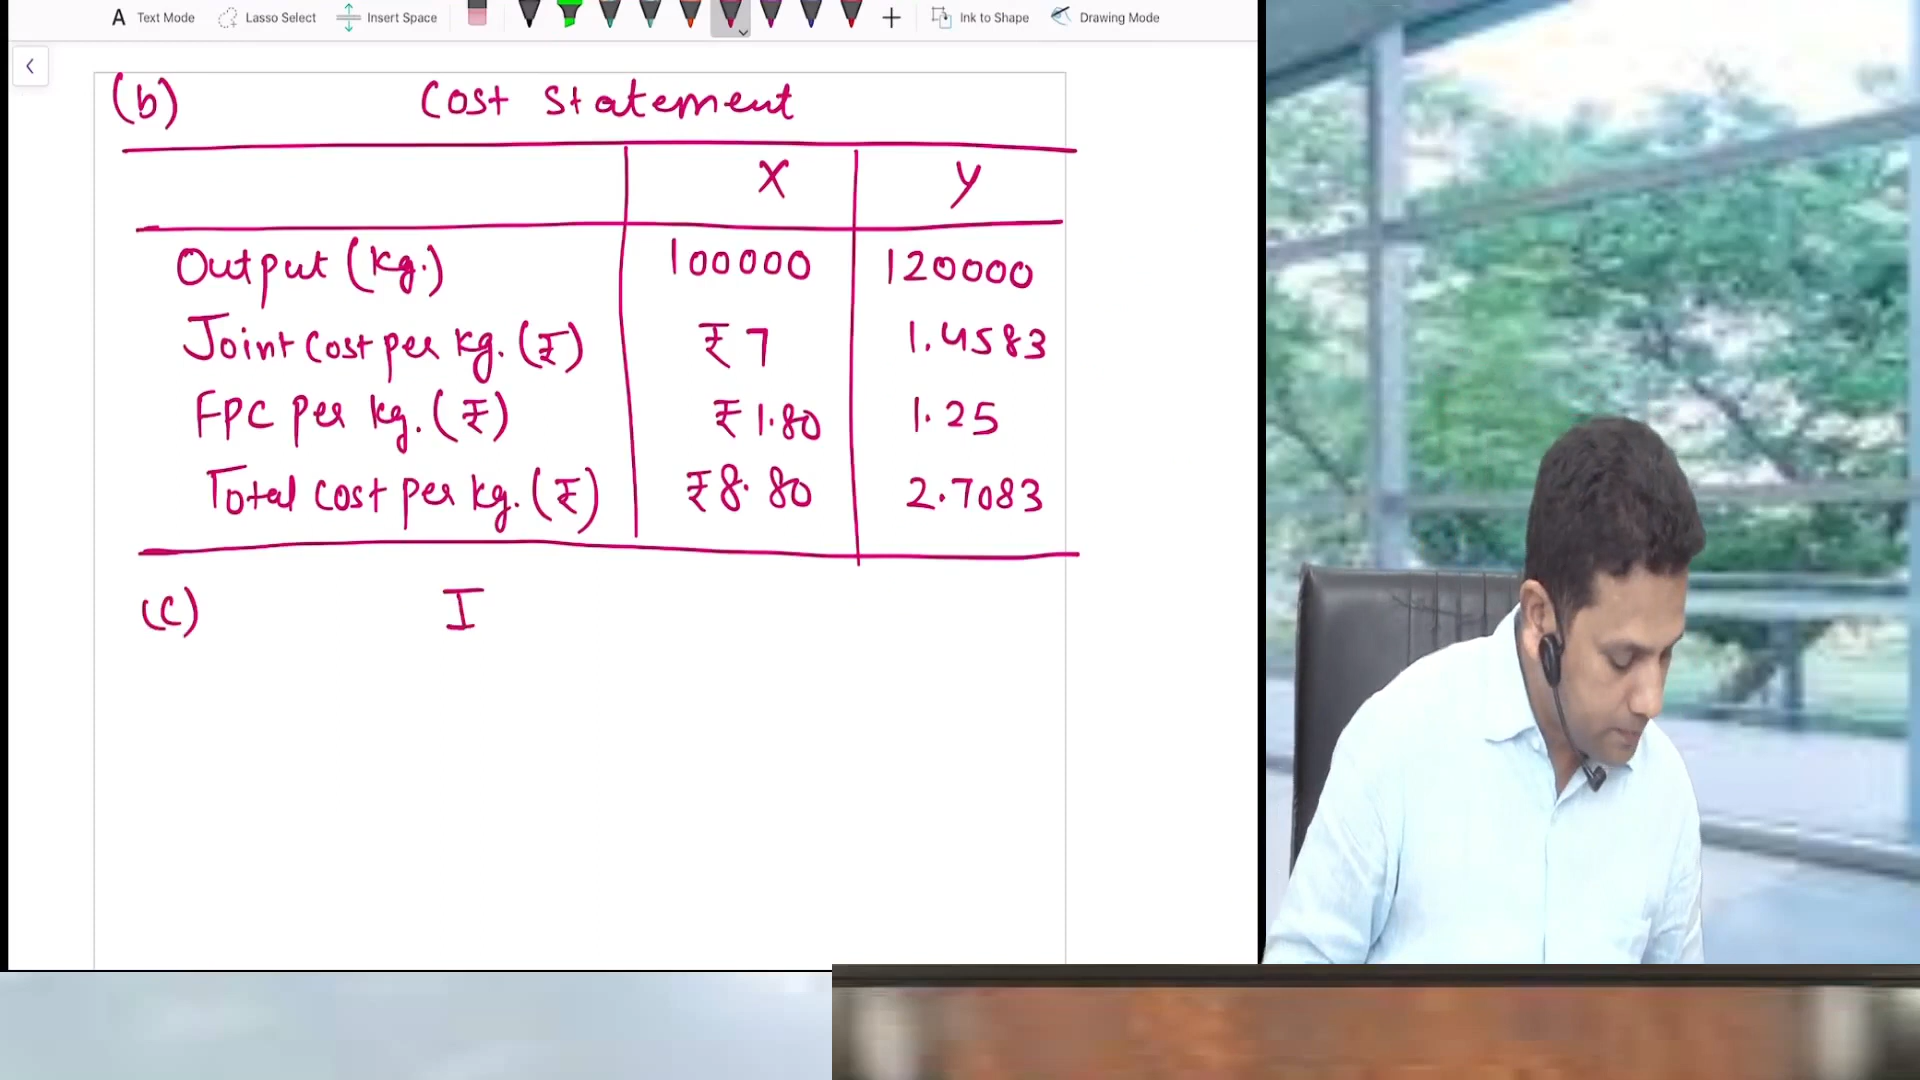 A Text Mode Lasso Select Insert Space Ink to Shape Drawing Mode
(b) Cost Statement
X Y
Output (kg.) 100000 120000
Joint cost per kg. (₹) ₹7 1.4583
FPC per kg. (₹) ₹1.80 1.25
Total cost per kg. (₹) ₹8.80 2.7083
(c) I